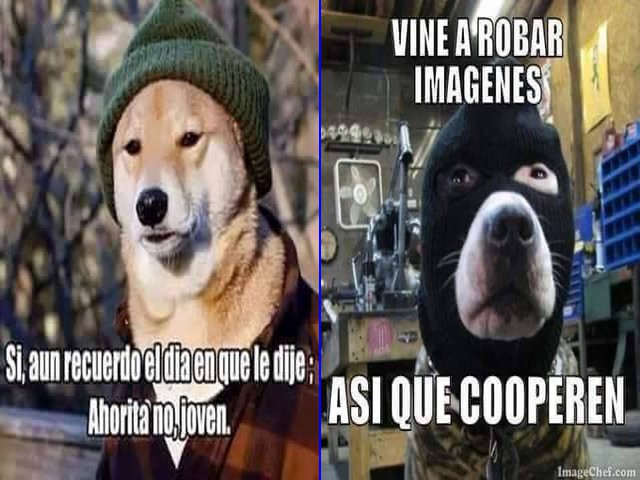 Si, aun recuerdo el dia en que le dije ;
Ahorita no, joven.
VINE A ROBAR
IMAGENES
ASI QUE COOPEREN
ImageChef.com